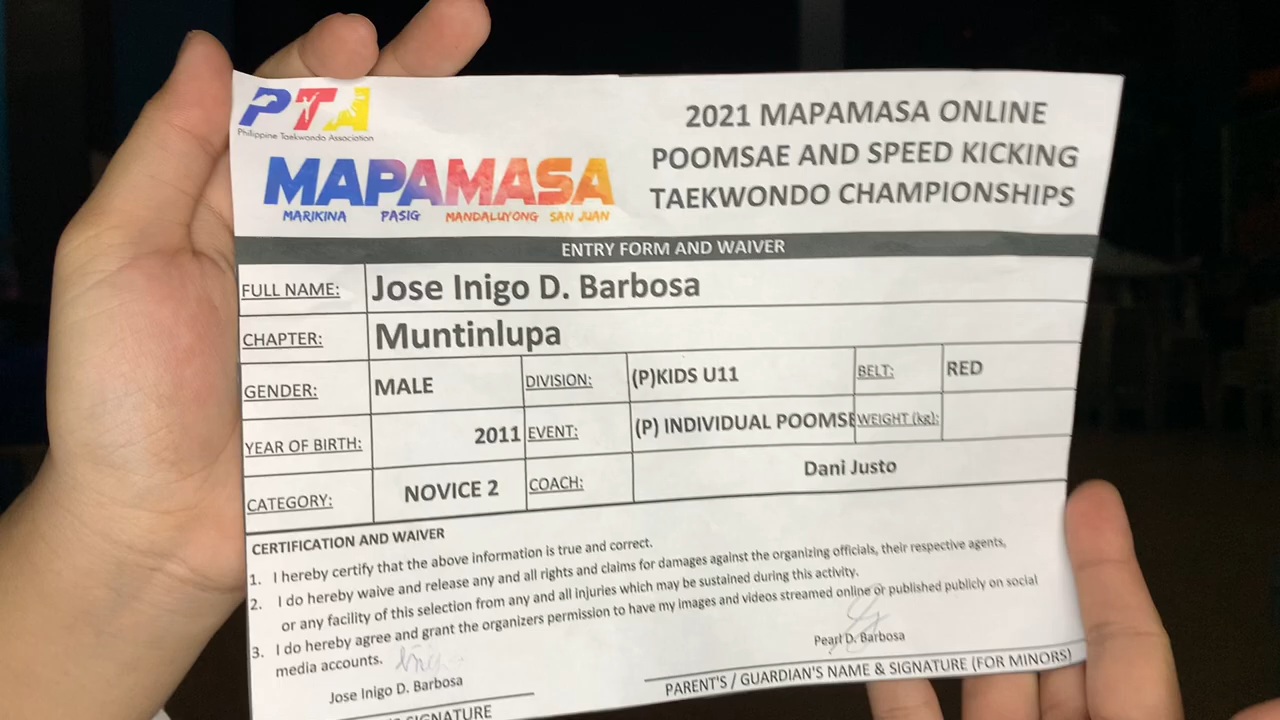 PTA
Philippine Taekwondo Association
MAPAMASA
MARIKINA PASIG MANDALUYONG SAN JUAN
2021 MAPAMASA ONLINE
POOMSAE AND SPEED KICKING
TAEKWONDO CHAMPIONSHIPS
ENTRY FORM AND WAIVER
FULL NAME: Jose Inigo D. Barbosa
CHAPTER: Muntinlupa
GENDER: MALE DIVISION: (P)KIDS U11 BELT: RED
YEAR OF BIRTH: 2011 EVENT: (P) INDIVIDUAL POOMSE WEIGHT (kg):
CATEGORY: NOVICE 2 COACH: Dani Justo
CERTIFICATION AND WAIVER
1. I hereby certify that the above information is true and correct.
2. I do hereby waive and release any and all rights and claims for damages against the organizing officials, their respective agents,
or any facility of this selection from any and all injuries which may be sustained during this activity.
3. I do hereby agree and grant the organizers permission to have my images and videos streamed online or published publicly on social
media accounts.
Jose Inigo D. Barbosa
Pearl D. Barbosa
SIGNATURE
PARENT'S / GUARDIAN'S NAME & SIGNATURE (FOR MINORS)